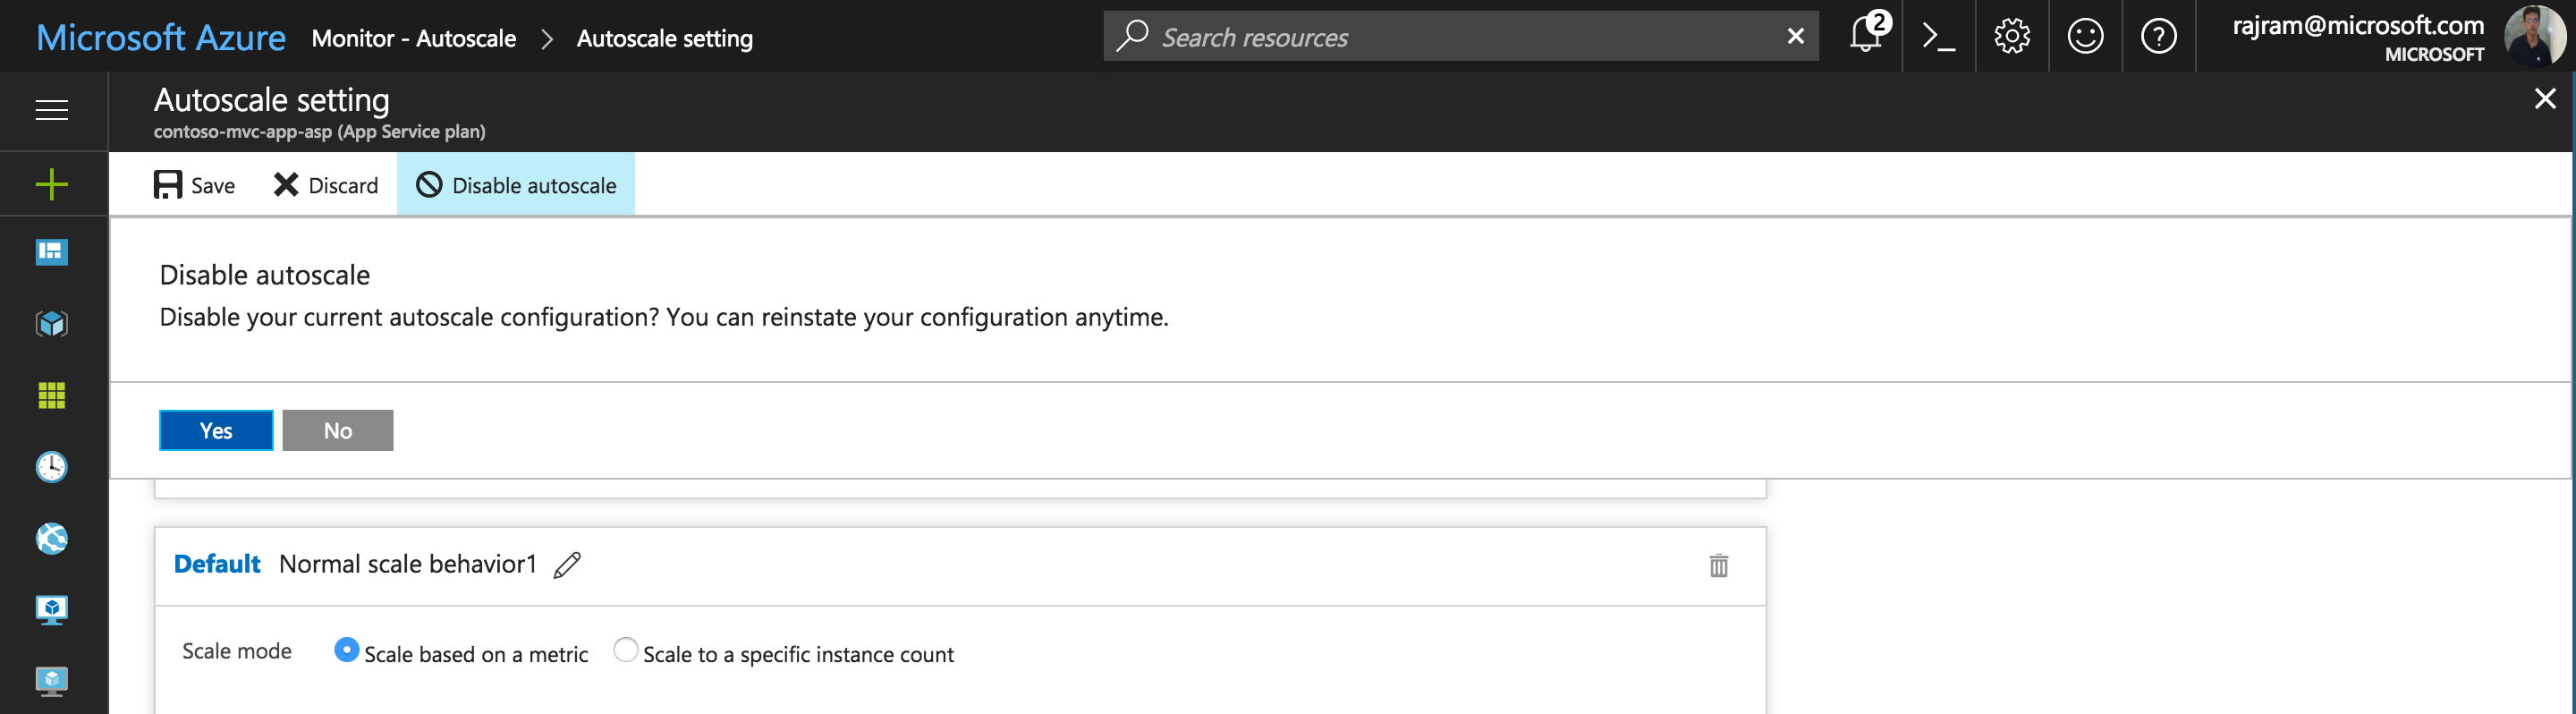 Microsoft Azure Monitor - Autoscale > Autoscale setting
Search resources
2
rajram@microsoft.com
MICROSOFT
Autoscale setting
contoso-mvc-app-asp (App Service plan)
Save Discard Disable autoscale
Disable autoscale
Disable your current autoscale configuration? You can reinstate your configuration anytime.
Yes No
Default Normal scale behavior1
Scale mode Scale based on a metric Scale to a specific instance count